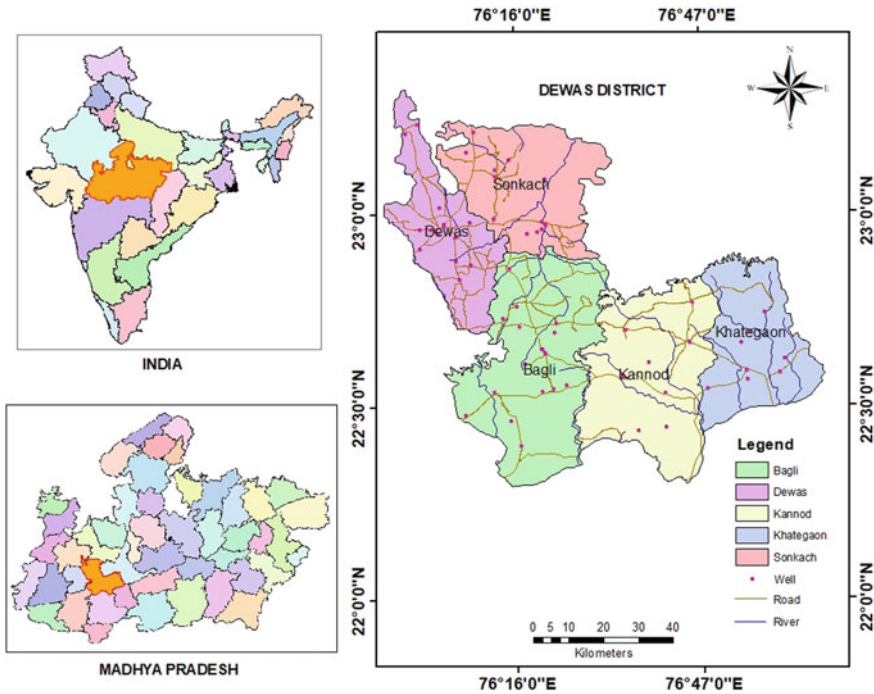 INDIA
MADHYA PRADESH
76°16'0"E 76°47'0"E
DEWAS DISTRICT
N
W E
S
Sonkach
23°0'0"N 23°0'0"N
Dewas
Khategaon
Bagli Kannod
22°30'0"N 22°30'0"N
Legend
Bagli
Dewas
Kannod
Khategaon
Sonkach
Well
Road
River
22°0'0"N 22°0'0"N
0 5 10 20 30 40
Kilometers
76°16'0"E 76°47'0"E